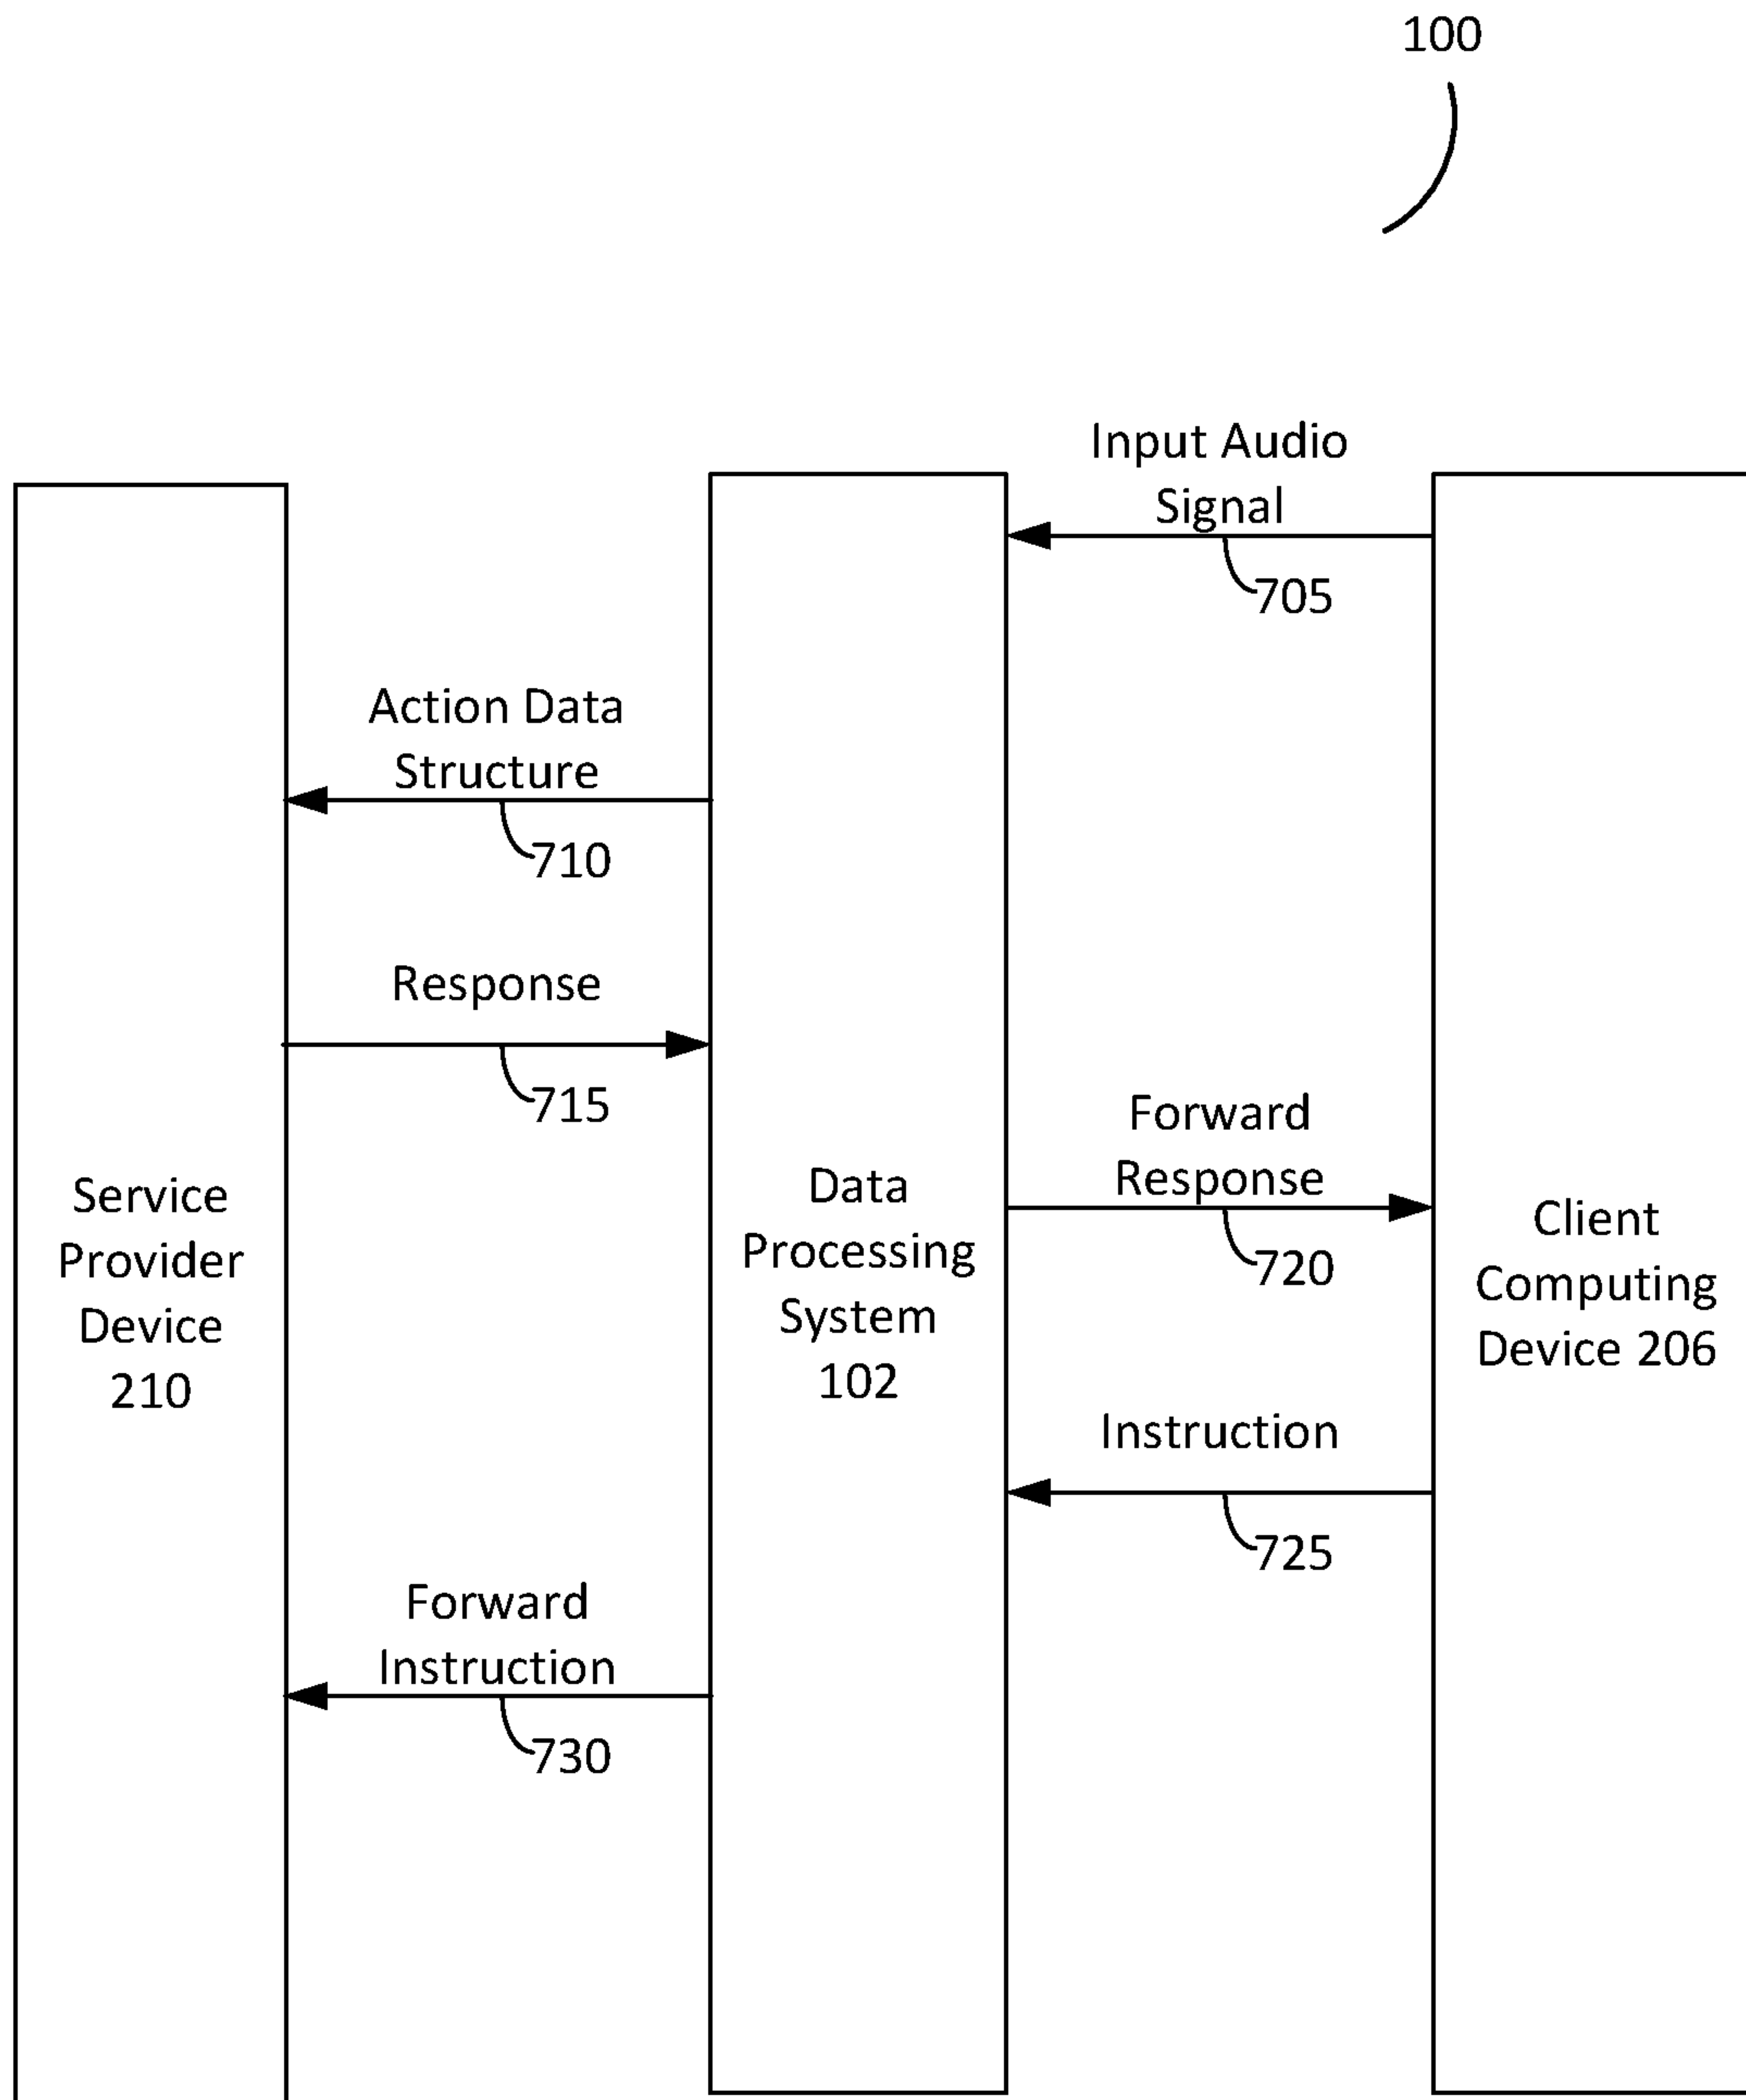 100
Input Audio
Signal
705
Action Data
Structure
710
Response
715
Forward
Response
720
Service
Provider
Device
210
Data
Processing
System
102
Client
Computing
Device 206
Instruction
725
Forward
Instruction
730